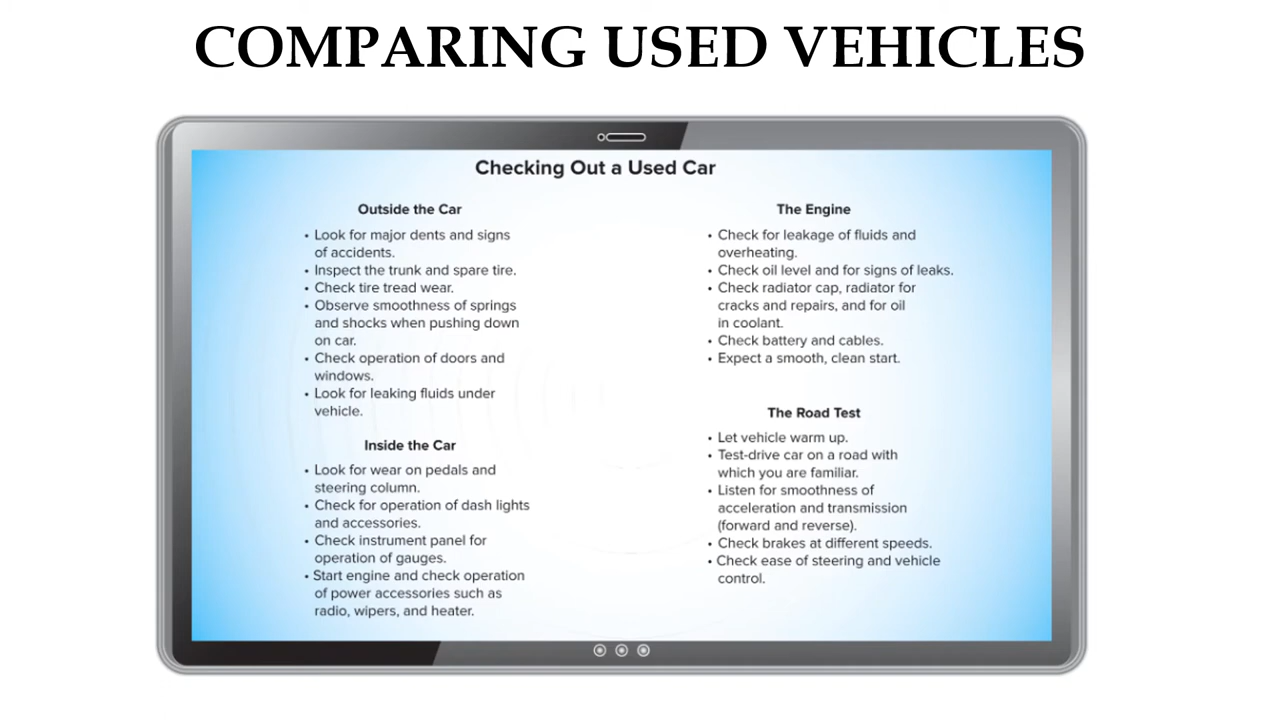 COMPARING USED VEHICLES
Checking Out a Used Car
Outside the Car
• Look for major dents and signs
of accidents.
• Inspect the trunk and spare tire.
• Check tire tread wear.
• Observe smoothness of springs
and shocks when pushing down
on car.
• Check operation of doors and
windows.
• Look for leaking fluids under
vehicle.
Inside the Car
• Look for wear on pedals and
steering column.
• Check for operation of dash lights
and accessories.
• Check instrument panel for
operation of gauges.
• Start engine and check operation
of power accessories such as
radio, wipers, and heater.
The Engine
• Check for leakage of fluids and
overheating.
• Check oil level and for signs of leaks.
• Check radiator cap, radiator for
cracks and repairs, and for oil
in coolant.
• Check battery and cables.
• Expect a smooth, clean start.
The Road Test
• Let vehicle warm up.
• Test-drive car on a road with
which you are familiar.
• Listen for smoothness of
acceleration and transmission
(forward and reverse).
• Check brakes at different speeds.
• Check ease of steering and vehicle
control.